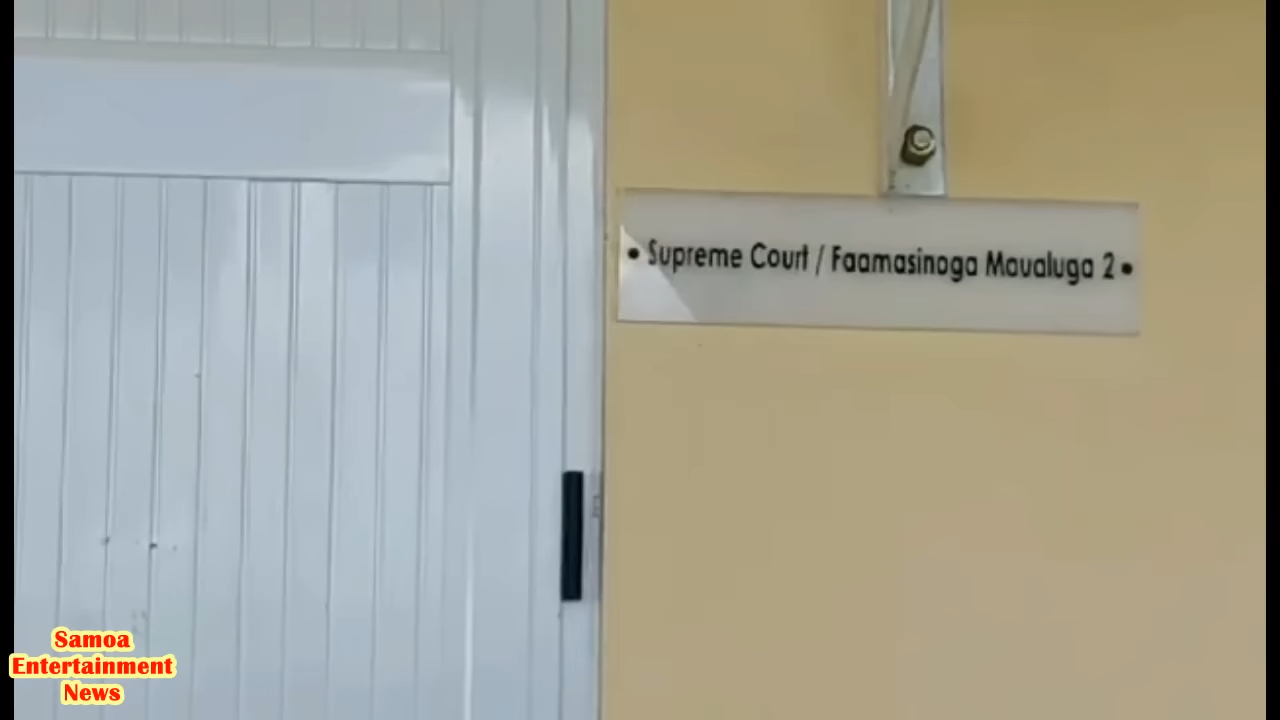 • Supreme Court / Faamasinoga Maualuga 2 •
Samoa
Entertainment
News